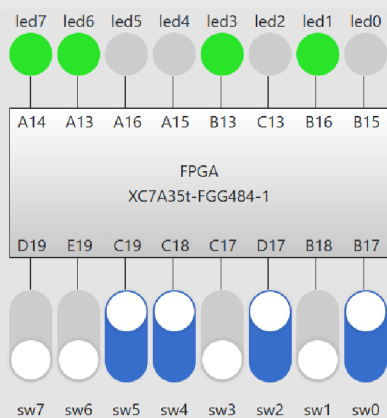 led7 led6 led5 led4 led3 led2 led1 led0
A14 A13 A16 A15 B13 C13 B16 B15
FPGA
XC7A35t-FGG484-1
D19 E19 C19 C18 C17 D17 B18 B17
sw7 sw6 sw5 sw4 sw3 sw2 sw1 sw0